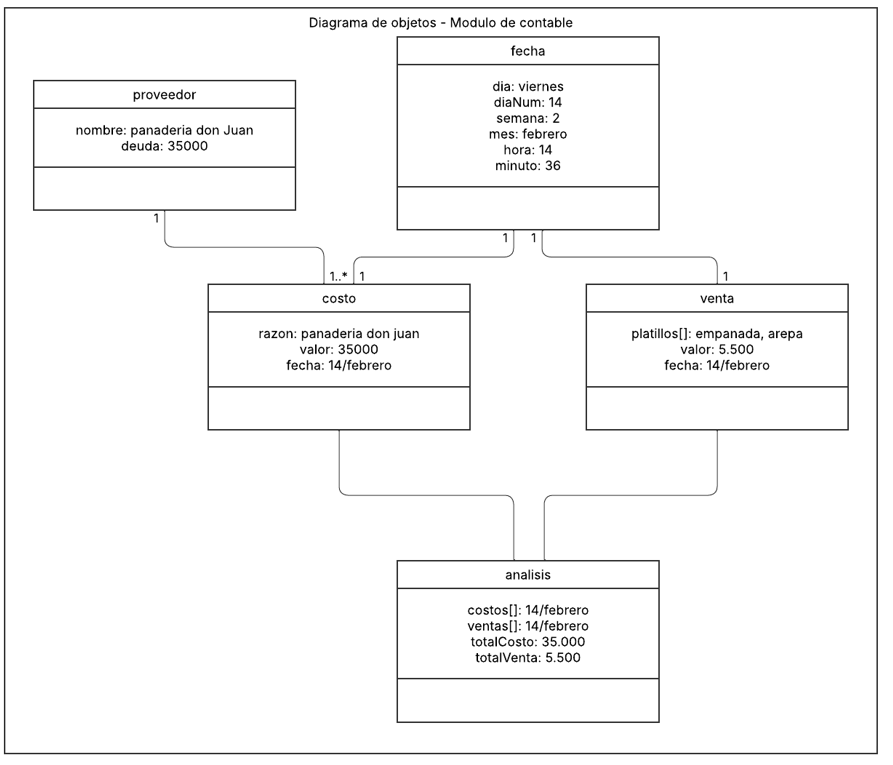 Diagrama de objetos - Modulo de contable
fecha
dia: viernes
diaNum: 14
semana: 2
mes: febrero
hora: 14
minuto: 36
proveedor
nombre: panaderia don Juan
deuda: 35000
1
1
1
1..*
1
1
costo
razon: panaderia don juan
valor: 35000
fecha: 14/febrero
venta
platillos[]: empanada, arepa
valor: 5.500
fecha: 14/febrero
analisis
costos[]: 14/febrero
ventas[]: 14/febrero
totalCosto: 35.000
totalVenta: 5.500